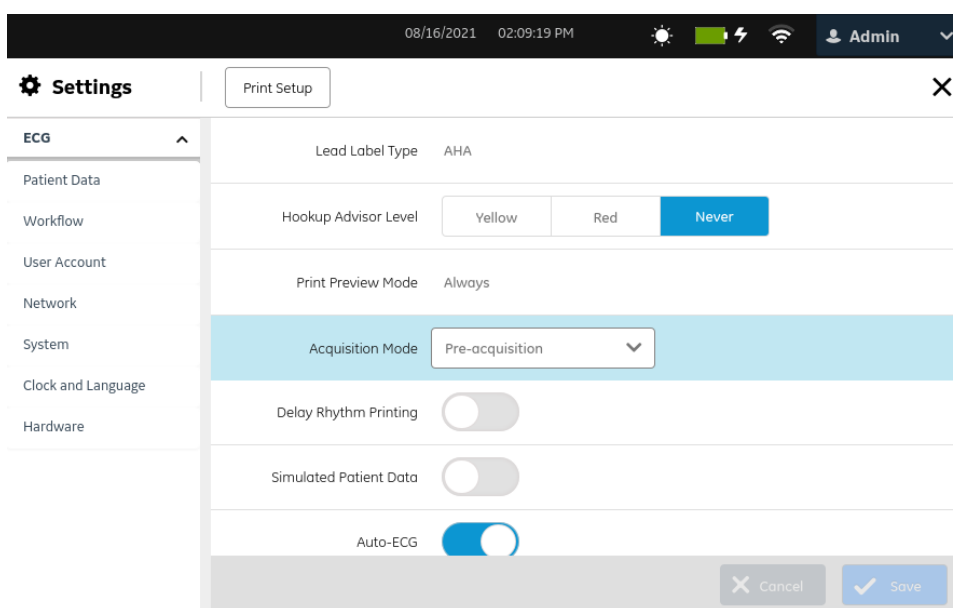 08/16/2021 02:09:19 PM Admin
Settings Print Setup
ECG
Patient Data
Workflow
User Account
Network
System
Clock and Language
Hardware
Lead Label Type AHA
Hookup Advisor Level Yellow Red Never
Print Preview Mode Always
Acquisition Mode Pre-acquisition
Delay Rhythm Printing
Simulated Patient Data
Auto-ECG
Cancel Save